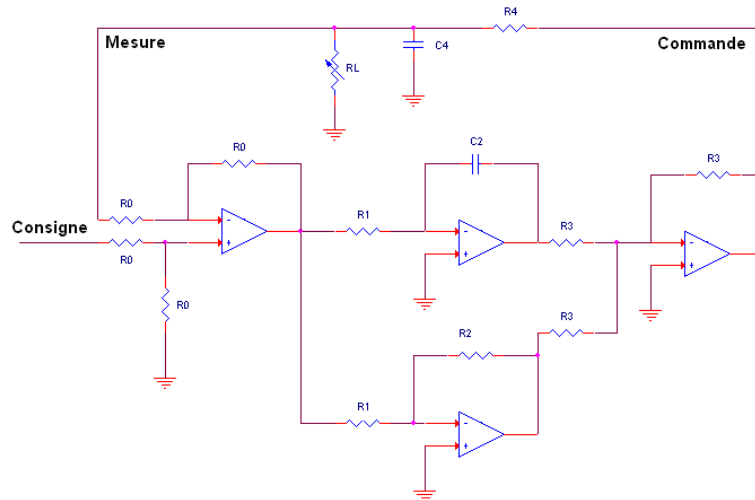 R4
Mesure
Commande
C4
RL
R0
C2
R3
R0
R1
R3
Consigne
R0
R0
R2
R3
R1
-
+
-
+
-
+
-
+